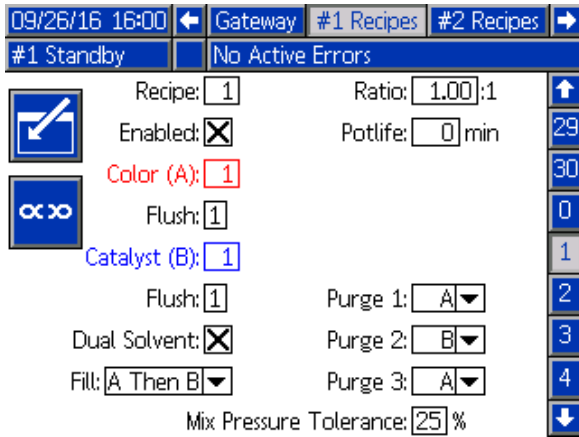 09/26/16 16:00 Gateway #1 Recipes #2 Recipes
#1 Standby No Active Errors
Recipe: 1 Ratio: 1.00 :1
Enabled: Potlife: 0 min 29
Color (A): 1 30
Flush: 1 0
Catalyst (B): 1 1
Flush: 1 Purge 1: A 2
Dual Solvent: Purge 2: B 3
Fill: A Then B Purge 3: A 4
Mix Pressure Tolerance: 25 %